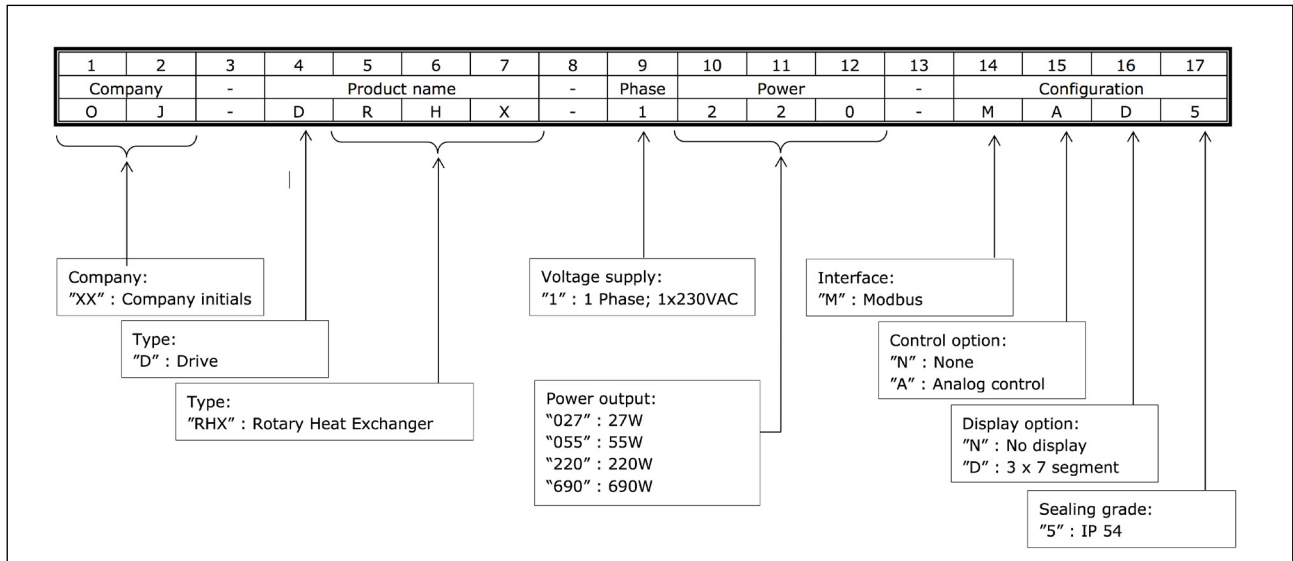 1 2 3 4 5 6 7 8 9 10 11 12 13 14 15 16 17
Company - Product name - Phase Power - Configuration
O J - D R H X - 1 2 2 0 - M A D 5
Company:
"XX" : Company initials
Type:
"D" : Drive
Type:
"RHX" : Rotary Heat Exchanger
Voltage supply:
"1" : 1 Phase; 1x230VAC
Power output:
"027" : 27W
"055" : 55W
"220" : 220W
"690" : 690W
Interface:
"M" : Modbus
Control option:
"N" : None
"A" : Analog control
Display option:
"N" : No display
"D" : 3 x 7 segment
Sealing grade:
"5" : IP 54